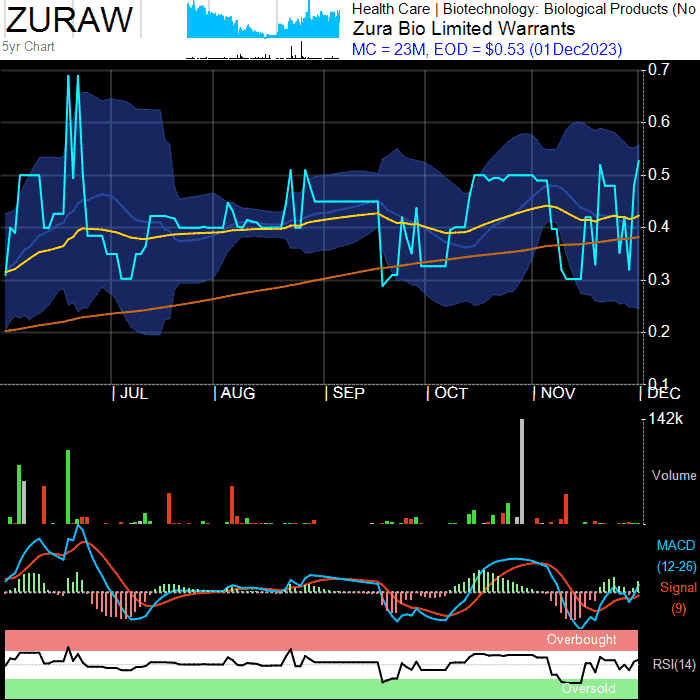 ZURAW
5yr Chart
Health Care | Biotechnology: Biological Products (No
Zura Bio Limited Warrants
MC = 23M, EOD = $0.53 (01Dec2023)
0.7
0.6
0.5
0.4
0.3
0.2
0.1
| JUL | AUG | SEP | OCT | NOV | DEC
142k
Volume
MACD
(12-26)
Signal
(9)
Overbought
RSI(14)
Oversold